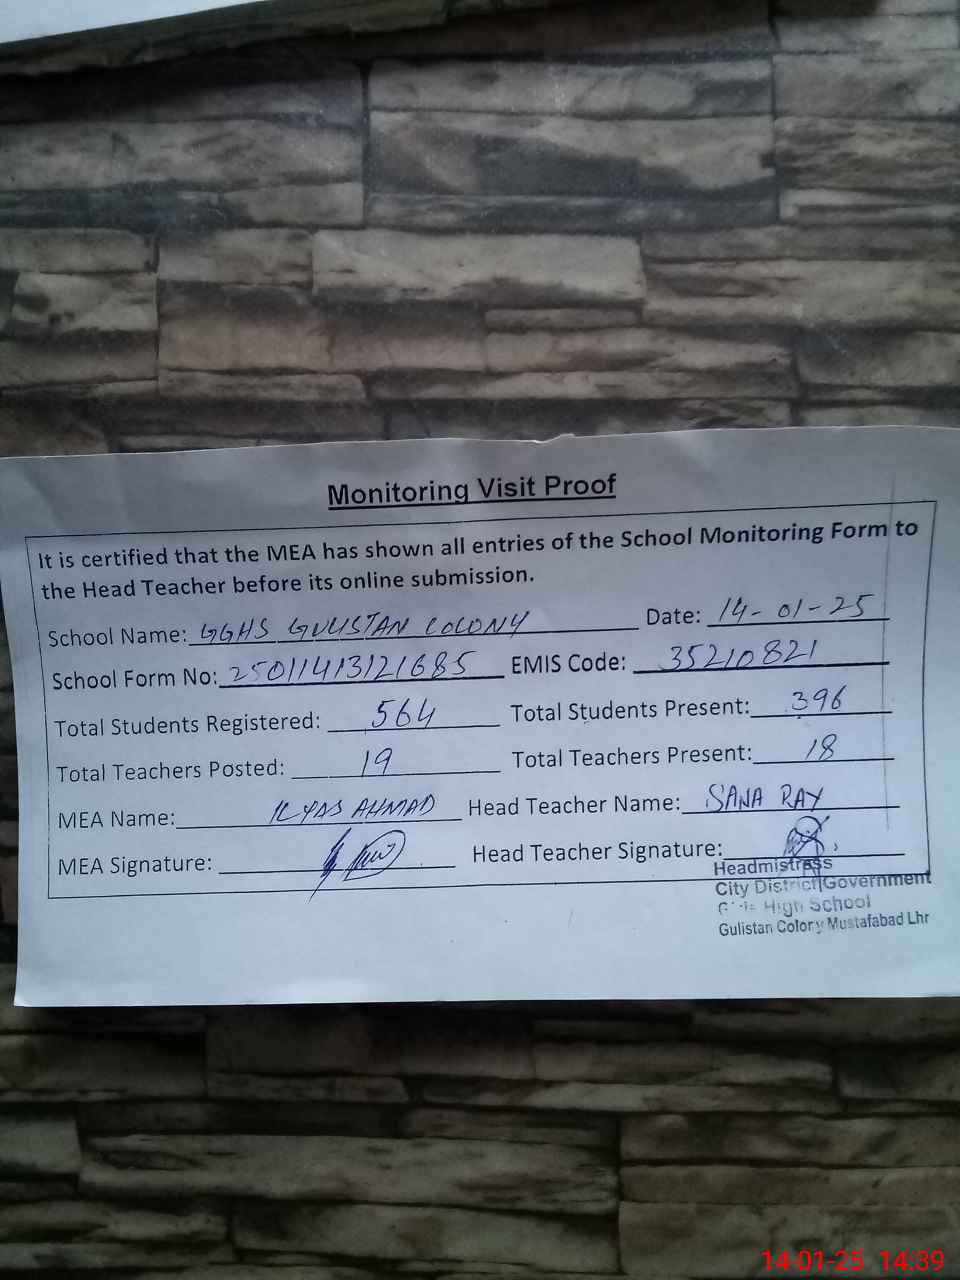 Monitoring Visit Proof
It is certified that the MEA has shown all entries of the School Monitoring Form to
the Head Teacher before its online submission.
School Name: GGHS GULISTAN COLONY Date: 14-01-25
School Form No: 25011413121685 EMIS Code: 35210821
Total Students Registered: 564 Total Students Present: 396
Total Teachers Posted: 19 Total Teachers Present: 18
MEA Name: ILYAS AHMAD Head Teacher Name: SANA RAY
MEA Signature: Head Teacher Signature:
Headmistress
City District Government
Girls High School
Gulistan Colony Mustafabad Lhr
14-01-25 14:39